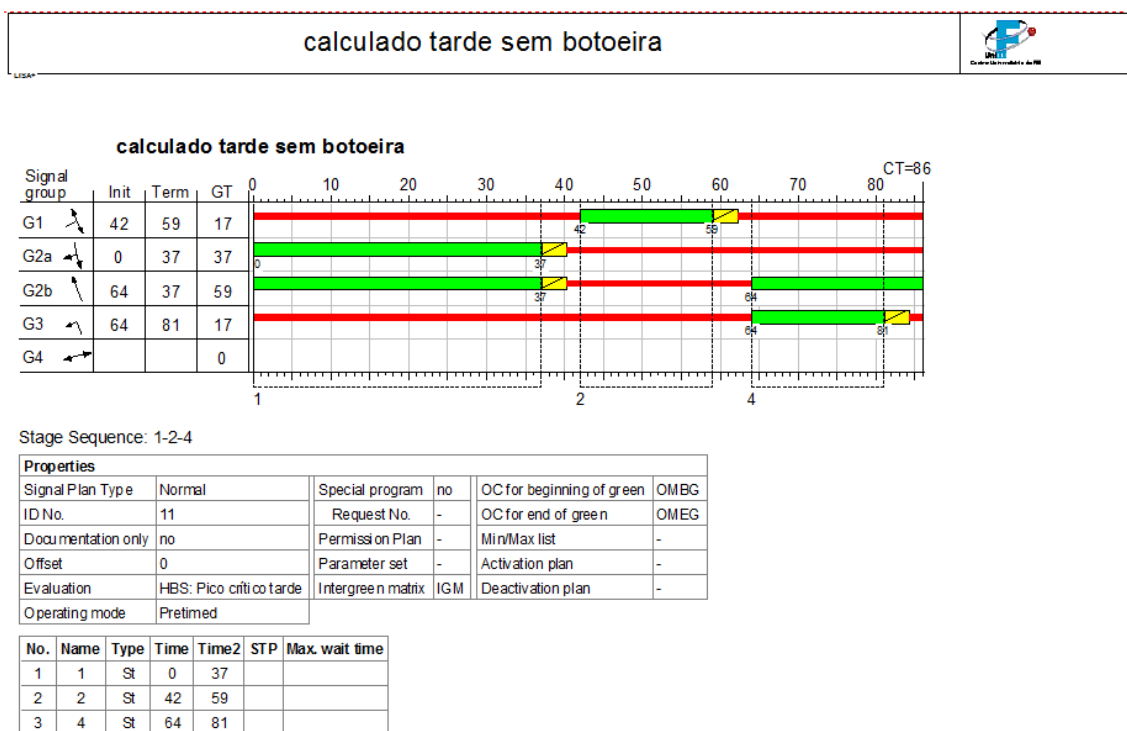 calculado tarde sem botoeira
LISA+
calculado tarde sem botoeira
Signal group Init Term GT 0 10 20 30 40 50 60 70 80 CT=86
G1 42 59 17 42 59
G2a 0 37 37 0 37
G2b 64 37 59 37 64
G3 64 81 17 64 81
G4 0
1 2 4
Stage Sequence: 1-2-4
Properties
Signal Plan Type Normal Special program no OC for beginning of green OMBG
ID No. 11 Request No. - OC for end of green OMEG
Documentation only no Permission Plan - Min/Max list -
Offset 0 Parameter set - Activation plan -
Evaluation HBS: Pico crítico tarde Intergreen matrix IGM Deactivation plan -
Operating mode Pretimed
No. Name Type Time Time2 STP Max. wait time
1 1 St 0 37
2 2 St 42 59
3 4 St 64 81